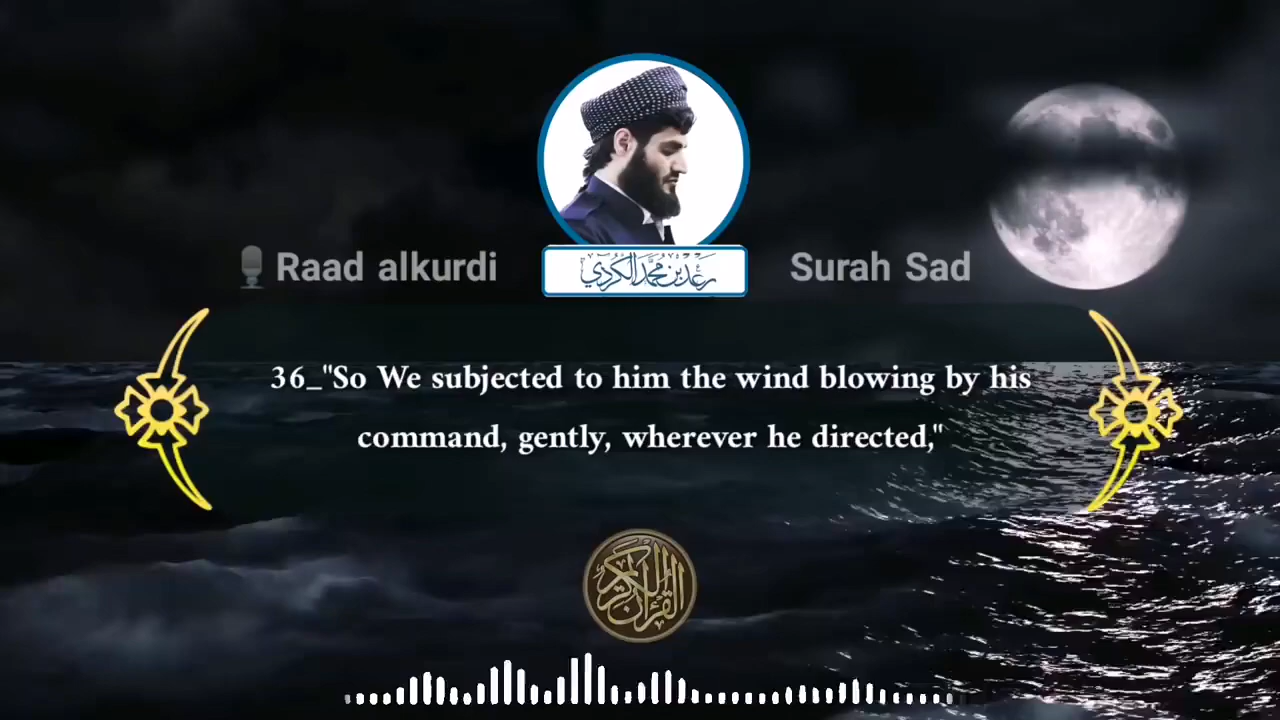 Raad alkurdi
رعد بن محمد الكردي
Surah Sad
36_"So We subjected to him the wind blowing by his
command, gently, wherever he directed,"
القرآن الكريم